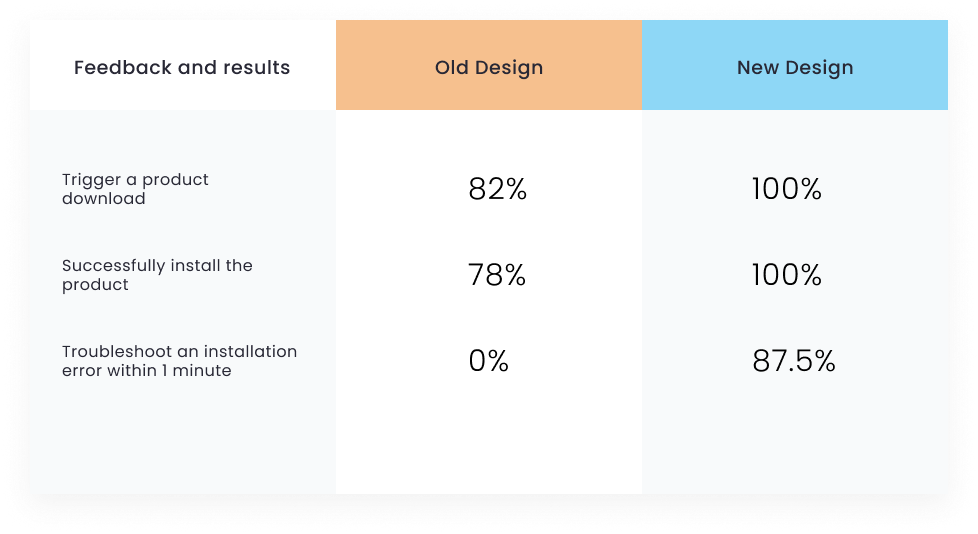 Feedback and results
Old Design
New Design
Trigger a product
download
82%
100%
Successfully install the
product
78%
100%
Troubleshoot an installation
error within 1 minute
0%
87.5%